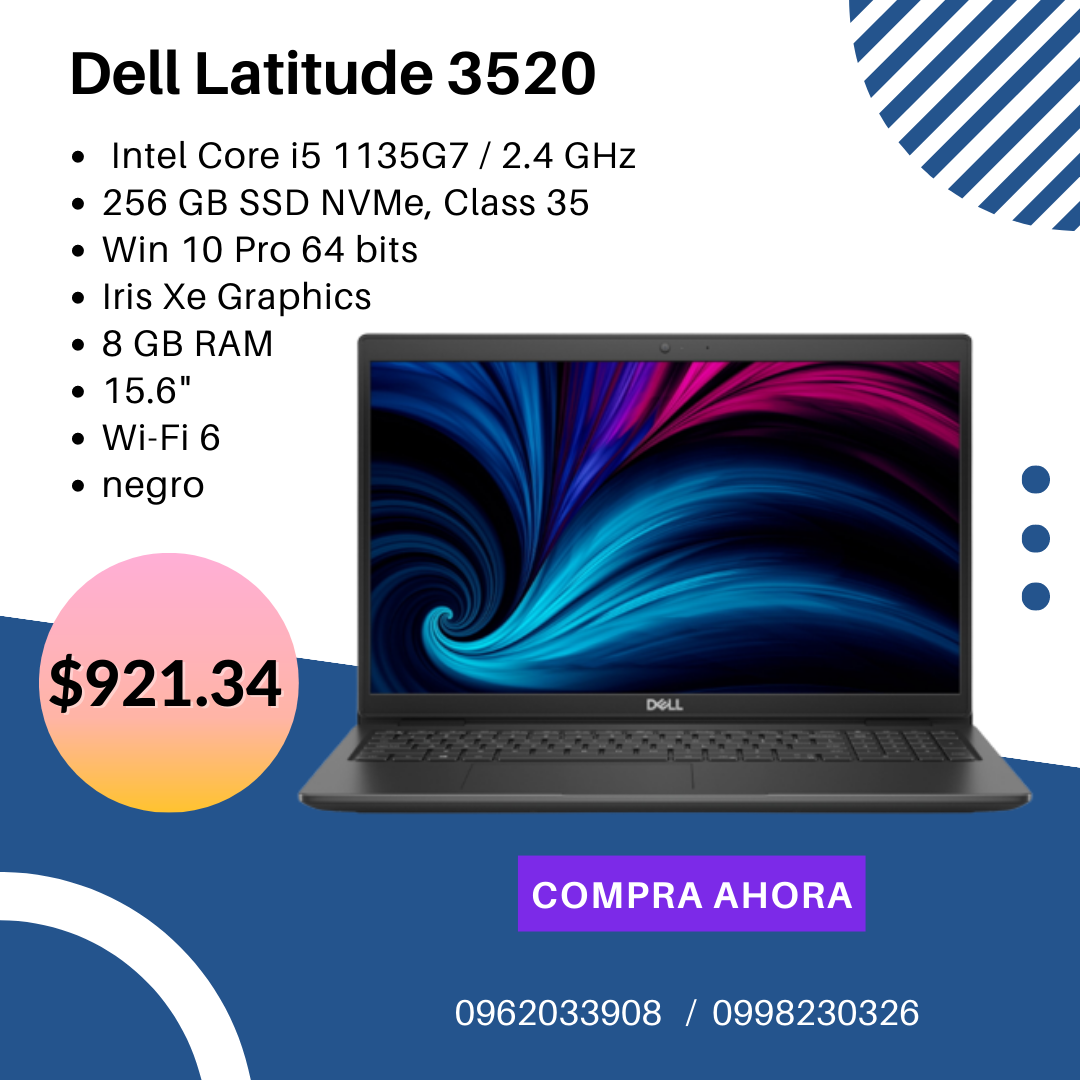 Dell Latitude 3520
• Intel Core i5 1135G7 / 2.4 GHz
• 256 GB SSD NVMe, Class 35
• Win 10 Pro 64 bits
• Iris Xe Graphics
• 8 GB RAM
• 15.6"
• Wi-Fi 6
• negro
$921.34
DELL
COMPRA AHORA
0962033908 / 0998230326